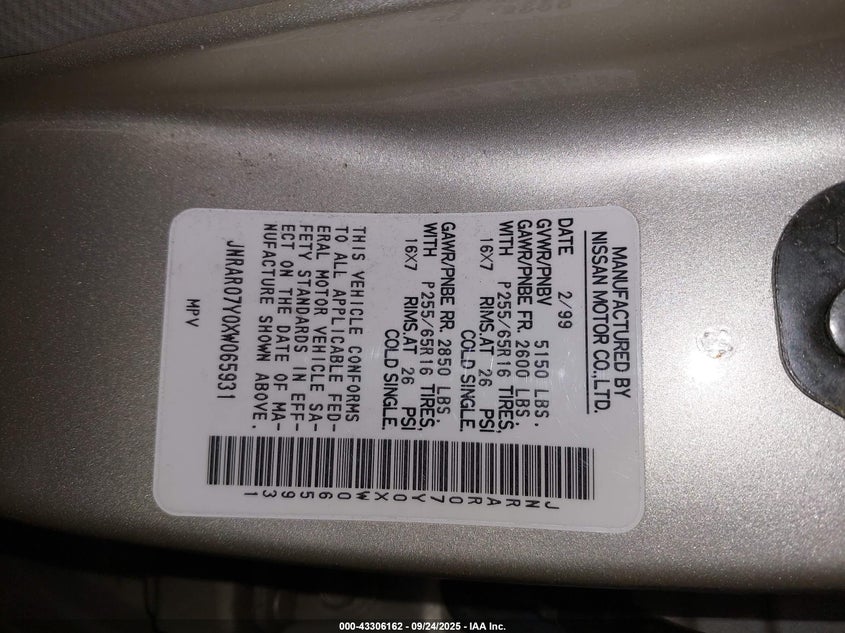 MANUFACTURED BY
NISSAN MOTOR CO.,LTD.
DATE 2/99
GVWR/PNBV 5150 LBS.
GAWR/PNBE FR. 2600 LBS.
WITH P255/65R16 TIRES,
16X7 RIMS.AT 26 PSI
COLD SINGLE.
GAWR/PNBE RR. 2850 LBS.
WITH P255/65R16 TIRES,
16X7 RIMS.AT 26 PSI
COLD SINGLE.
THIS VEHICLE CONFORMS
TO ALL APPLICABLE FED-
ERAL MOTOR VEHICLE SA-
FETY STANDARDS IN EFF-
ECT ON THE DATE OF MA-
NUFACTURE SHOWN ABOVE.
JNRAR07Y0XW065931
MPV
JNRAR07Y0XW065931
000-43306162 - 09/24/2025 - IAA Inc.